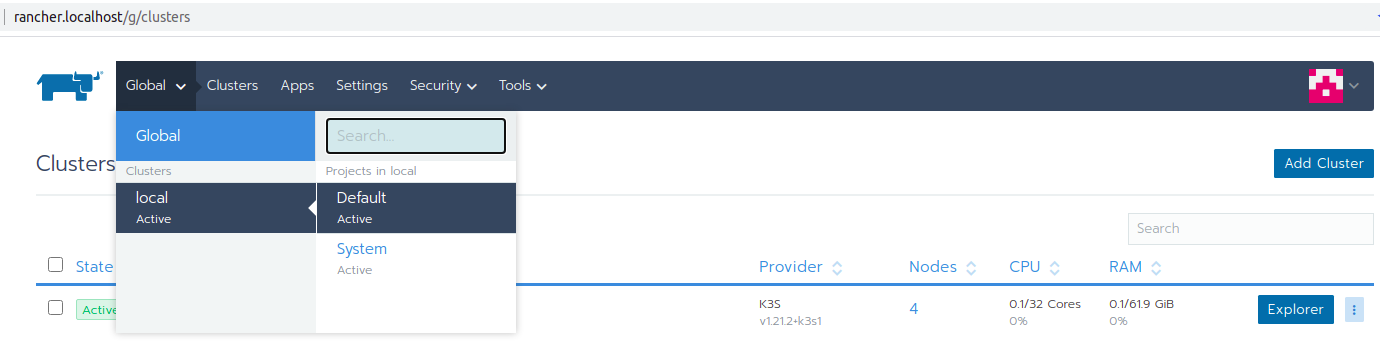 rancher.localhost/g/clusters
Global Clusters Apps Settings Security Tools
Global Search...
Clusters Projects in local
Clusters Add Cluster
local Default
Active Active
System
Active
Search
State Provider Nodes CPU RAM
Active K3S 4 0.1/32 Cores 0.1/61.9 GiB Explorer
v1.21.2+k3s1 0% 0%